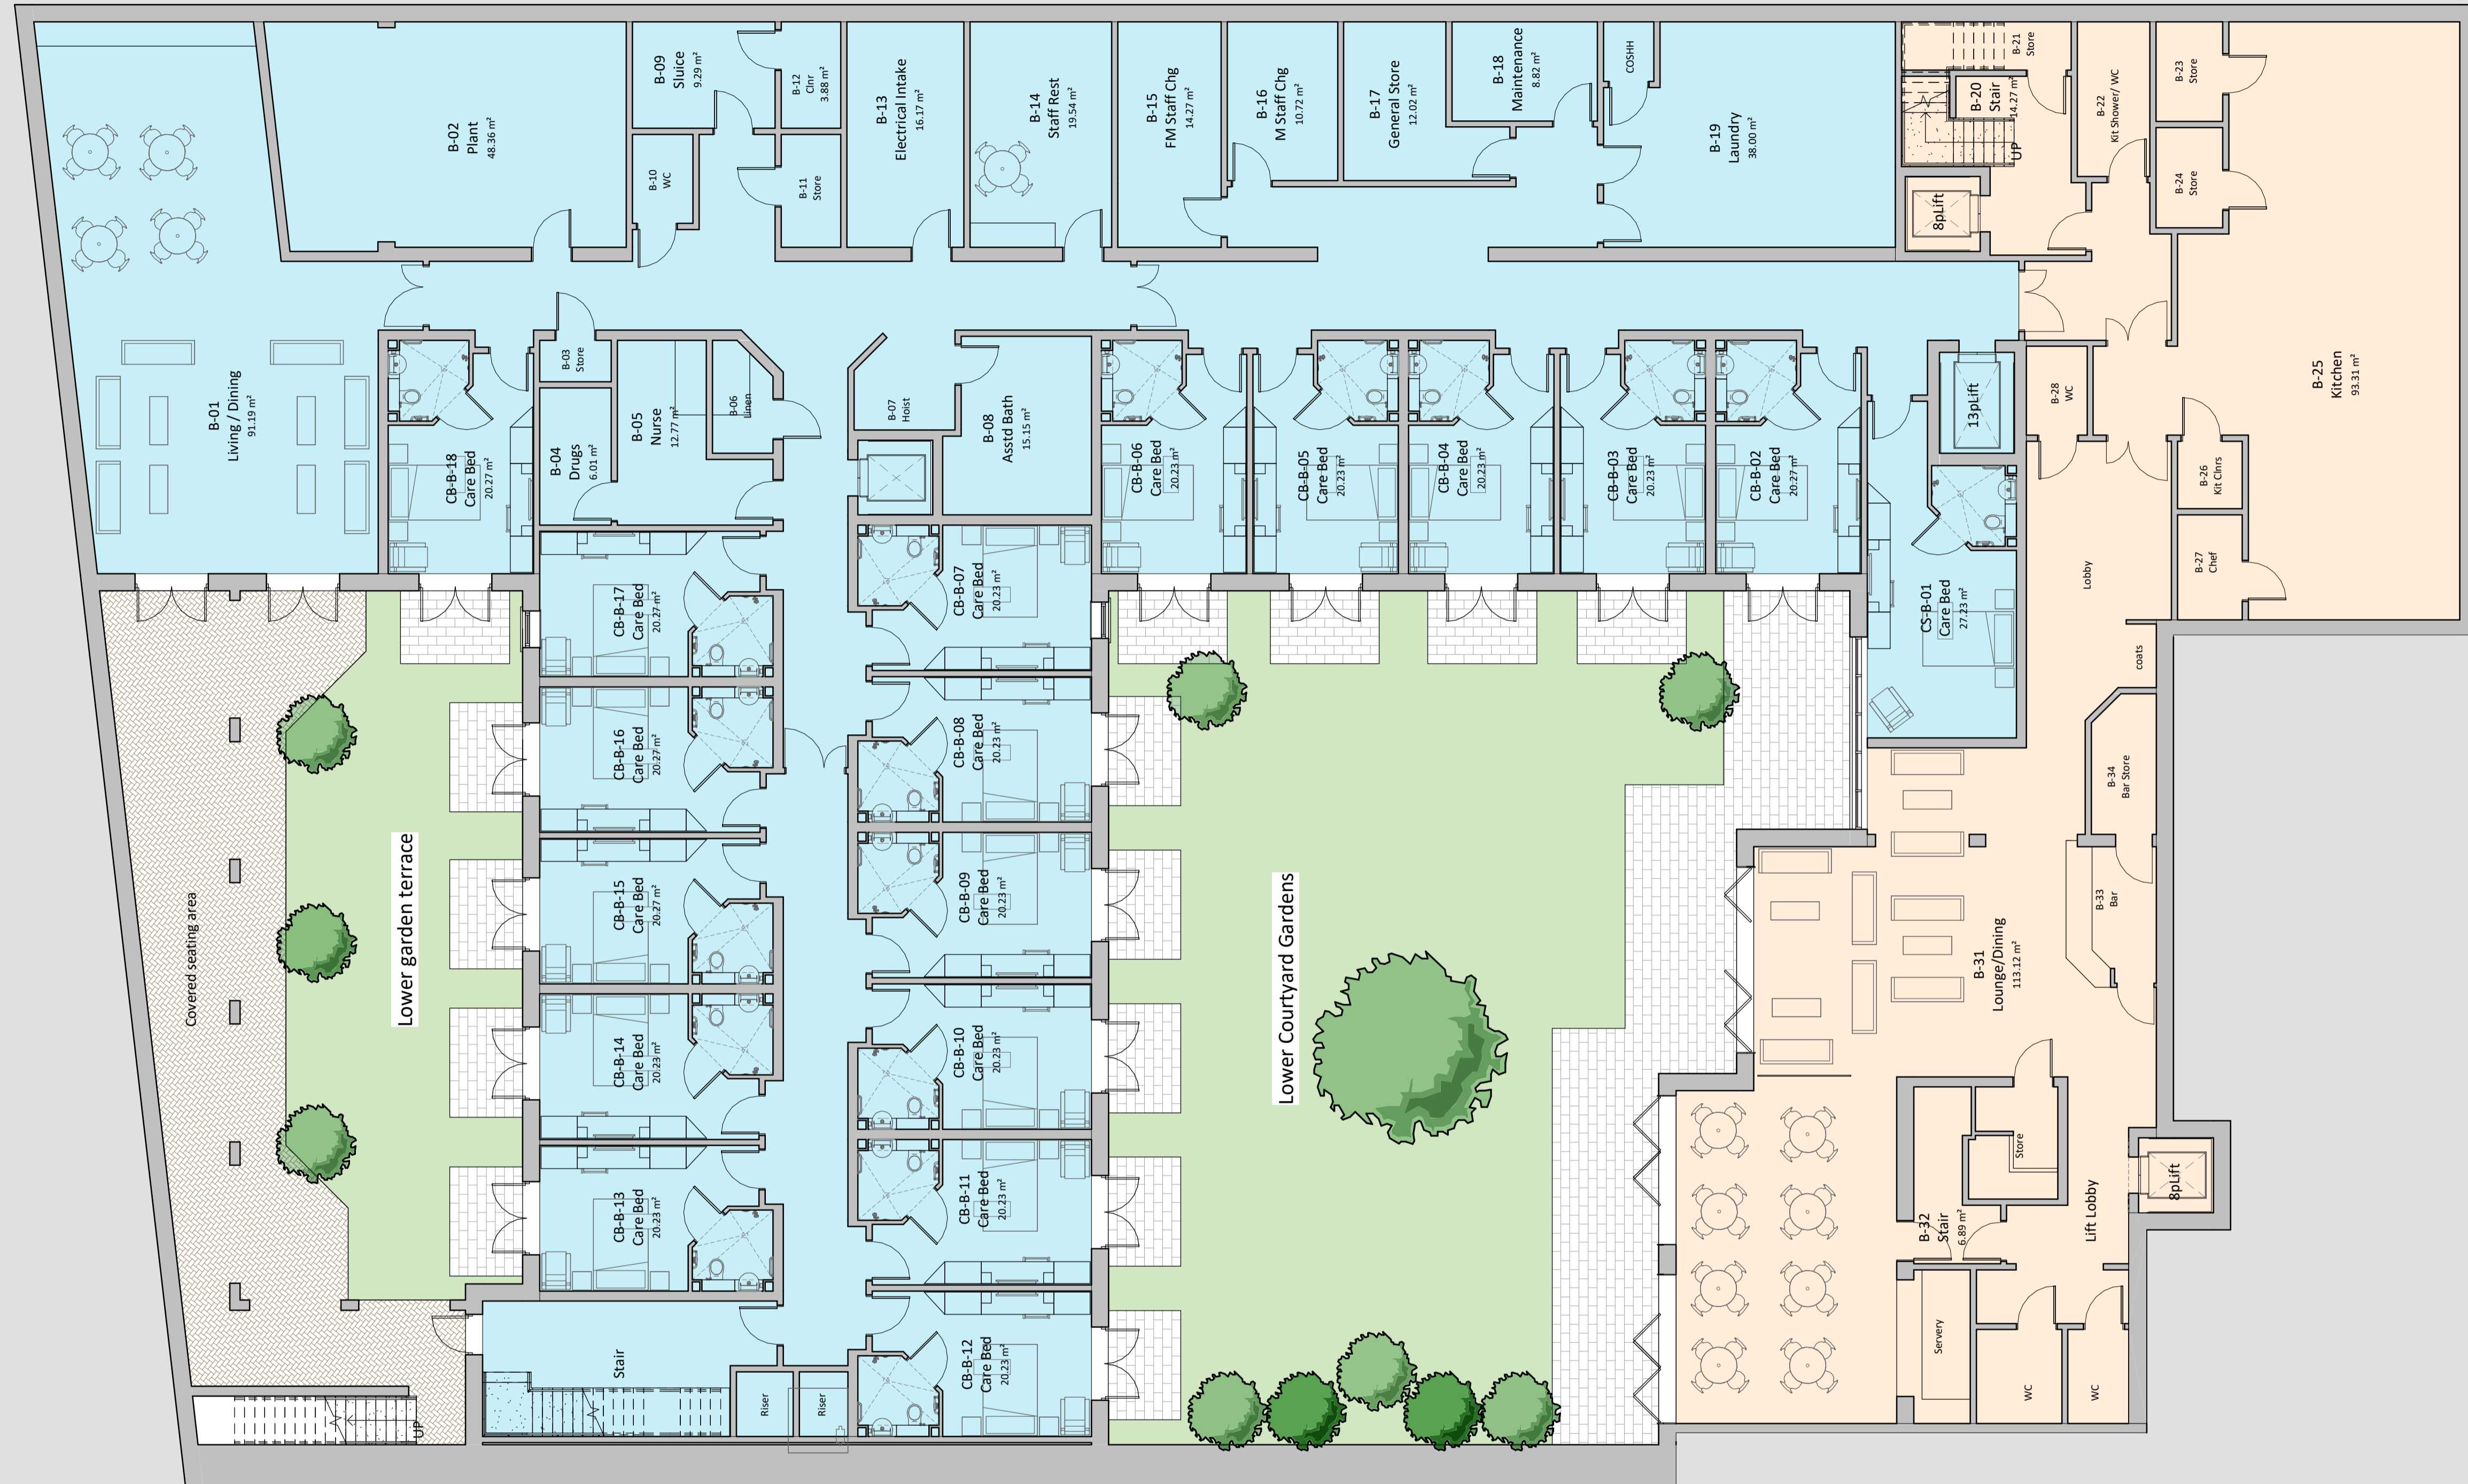 B-01
Living / Dining
91.19 m²
B-02
Plant
48.36 m²
B-09
Sluice
9.29 m²
B-10
WC
B-12
Clnr
3.88 m²
B-11
Store
B-13
Electrical Intake
16.17 m²
B-14
Staff Rest
19.54 m²
B-15
FM Staff Chg
14.27 m²
B-16
M Staff Chg
10.72 m²
B-17
General Store
12.02 m²
B-18
Maintenance
8.82 m²
COSHH
B-19
Laundry
38.00 m²
B-20
Stair
14.27 m²
UP
B-21
Store
8pLift
B-22
Kit Shower/ WC
B-23
Store
B-24
Store
B-25
Kitchen
93.31 m²
B-26
Kit Clnrs
B-27
Chef
B-28
WC
13pLift
Lobby
coats
CB-B-18
Care Bed
20.27 m²
B-03
Store
B-04
Drugs
6.01 m²
B-05
Nurse
12.77 m²
B-06
Linen
B-07
Hoist
B-08
Asstd Bath
15.15 m²
CB-B-06
Care Bed
20.23 m²
CB-B-05
Care Bed
20.23 m²
CB-B-04
Care Bed
20.23 m²
CB-B-03
Care Bed
20.23 m²
CB-B-02
Care Bed
20.27 m²
CS-B-01
Care Bed
27.23 m²
CB-B-17
Care Bed
20.27 m²
CB-B-16
Care Bed
20.27 m²
CB-B-15
Care Bed
20.27 m²
CB-B-14
Care Bed
20.23 m²
CB-B-13
Care Bed
20.23 m²
CB-B-07
Care Bed
20.23 m²
CB-B-08
Care Bed
20.23 m²
CB-B-09
Care Bed
20.23 m²
CB-B-10
Care Bed
20.23 m²
CB-B-11
Care Bed
20.23 m²
CB-B-12
Care Bed
20.23 m²
Covered seating area
Lower garden terrace
Lower Courtyard Gardens
UP
Stair
Riser
Riser
B-34
Bar Store
B-33
Bar
B-31
Lounge/Dining
113.12 m²
Store
B-32
Stair
6.89 m²
Lift Lobby
8pLift
Servery
WC
WC